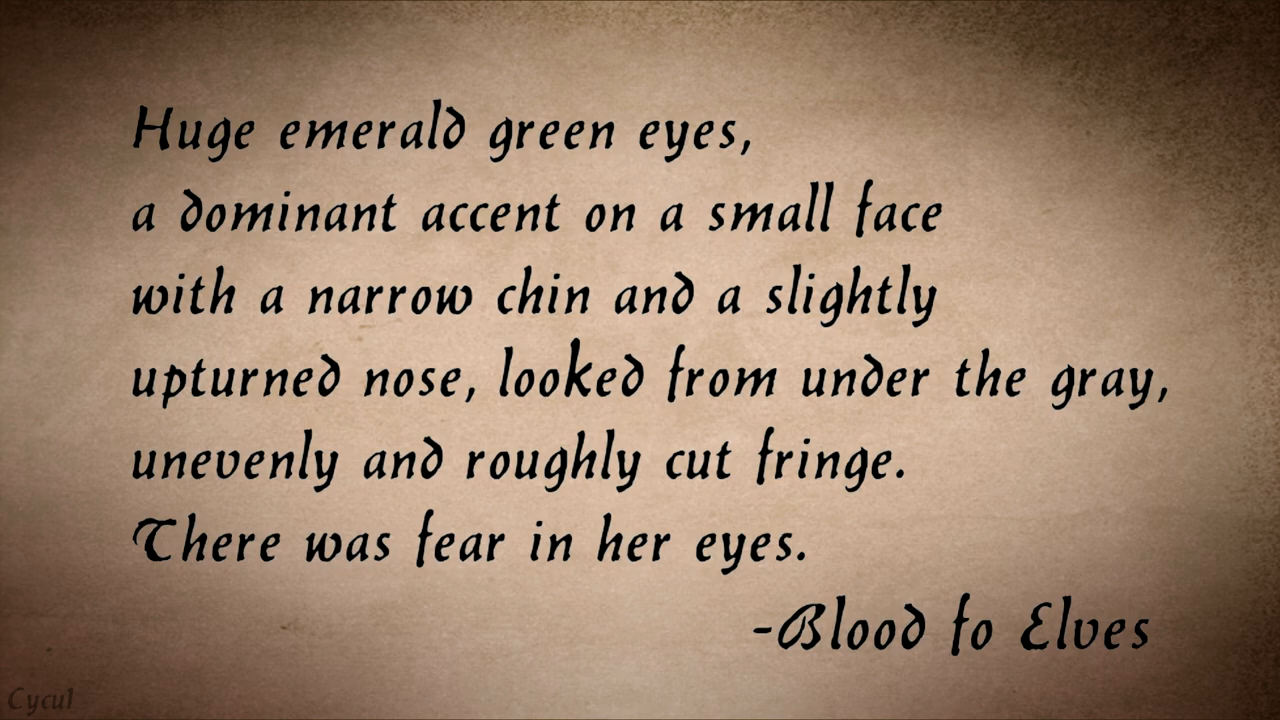 Huge emerald green eyes,
a dominant accent on a small face
with a narrow chin and a slightly
upturned nose, looked from under the gray,
unevenly and roughly cut fringe.
There was fear in her eyes.
-Blood fo Elves
Cycu1